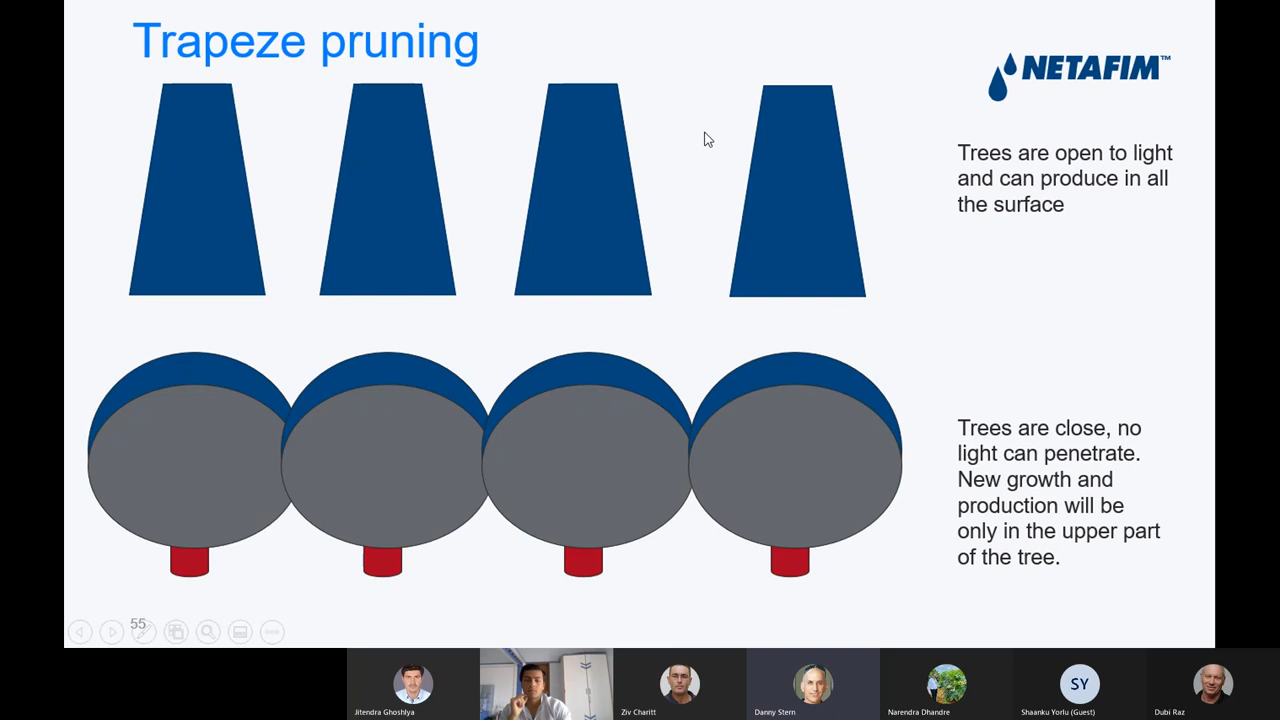 Trapeze pruning
NETAFIM™
Trees are open to light
and can produce in all
the surface
Trees are close, no
light can penetrate.
New growth and
production will be
only in the upper part
of the tree.
55
Jitendra Ghoshlya
Ziv Charitt
Danny Stern
Narendra Dhandre
SY
Shaanku Yorlu (Guest)
Dubi Raz